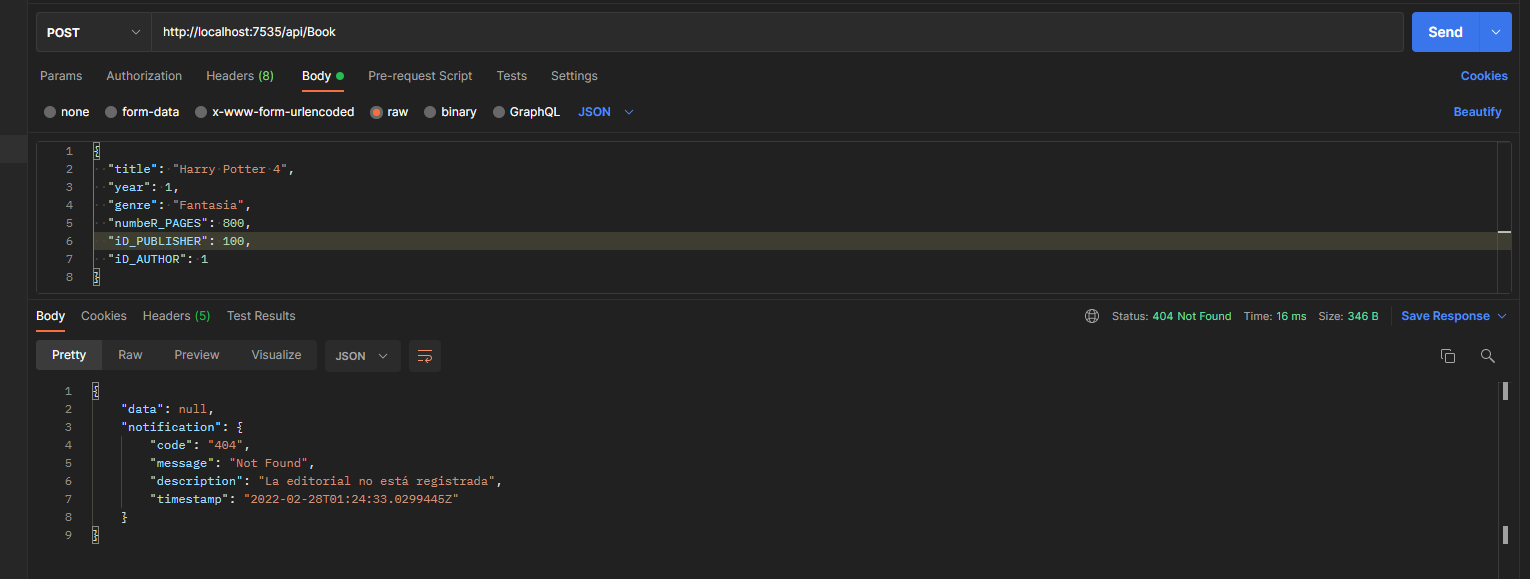 POST http://localhost:7535/api/Book Send
Params Authorization Headers (8) Body Pre-request Script Tests Settings Cookies
none form-data x-www-form-urlencoded raw binary GraphQL JSON Beautify
1 {
2 "title": "Harry Potter 4",
3 "year": 1,
4 "genre": "Fantasia",
5 "numbeR_PAGES": 800,
6 "iD_PUBLISHER": 100,
7 "iD_AUTHOR": 1
8 }
Body Cookies Headers (5) Test Results Status: 404 Not Found Time: 16 ms Size: 346 B Save Response
Pretty Raw Preview Visualize JSON
1 {
2 "data": null,
3 "notification": {
4 "code": "404",
5 "message": "Not Found",
6 "description": "La editorial no está registrada",
7 "timestamp": "2022-02-28T01:24:33.0299445Z"
8 }
9 }